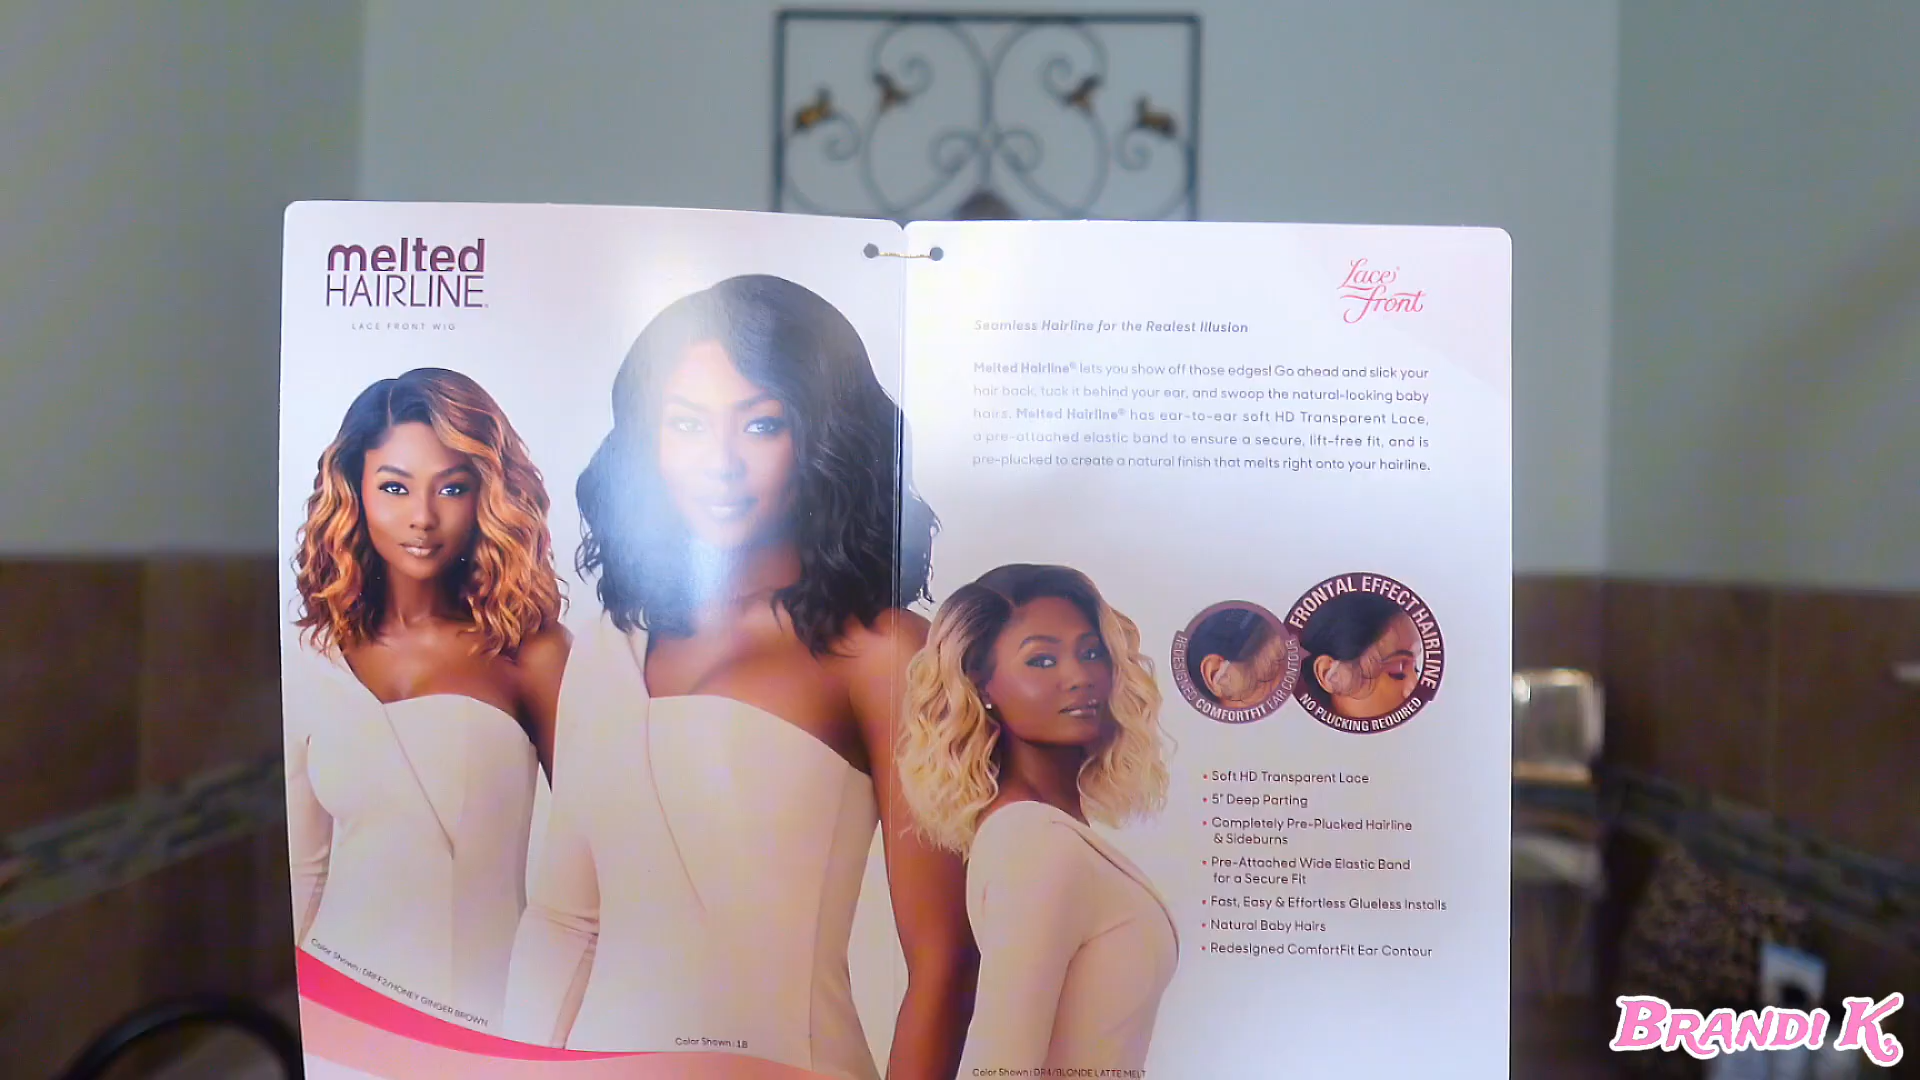 melted
HAIRLINE
LACE FRONT WIG
Color Shown: DRFF2/HONEY GINGER BROWN
Color Shown: 1B
Lace
front
Seamless Hairline for the Realest Illusion
Melted Hairline® lets you show off those edges! Go ahead and slick your
hair back, tuck it behind your ear, and swoop the natural-looking baby
hairs. Melted Hairline® has ear-to-ear soft HD Transparent Lace,
a pre-attached elastic band to ensure a secure, lift-free fit, and is
pre-plucked to create a natural finish that melts right onto your hairline.
REDESIGNED COMFORTFIT EAR CONTOUR
FRONTAL EFFECT HAIRLINE
NO PLUCKING REQUIRED
• Soft HD Transparent Lace
• 5" Deep Parting
• Completely Pre-Plucked Hairline
& Sideburns
• Pre-Attached Wide Elastic Band
for a Secure Fit
• Fast, Easy & Effortless Glueless Installs
• Natural Baby Hairs
• Redesigned ComfortFit Ear Contour
Color Shown: DR4/BLONDE LATTE MELT
BRANDI K.